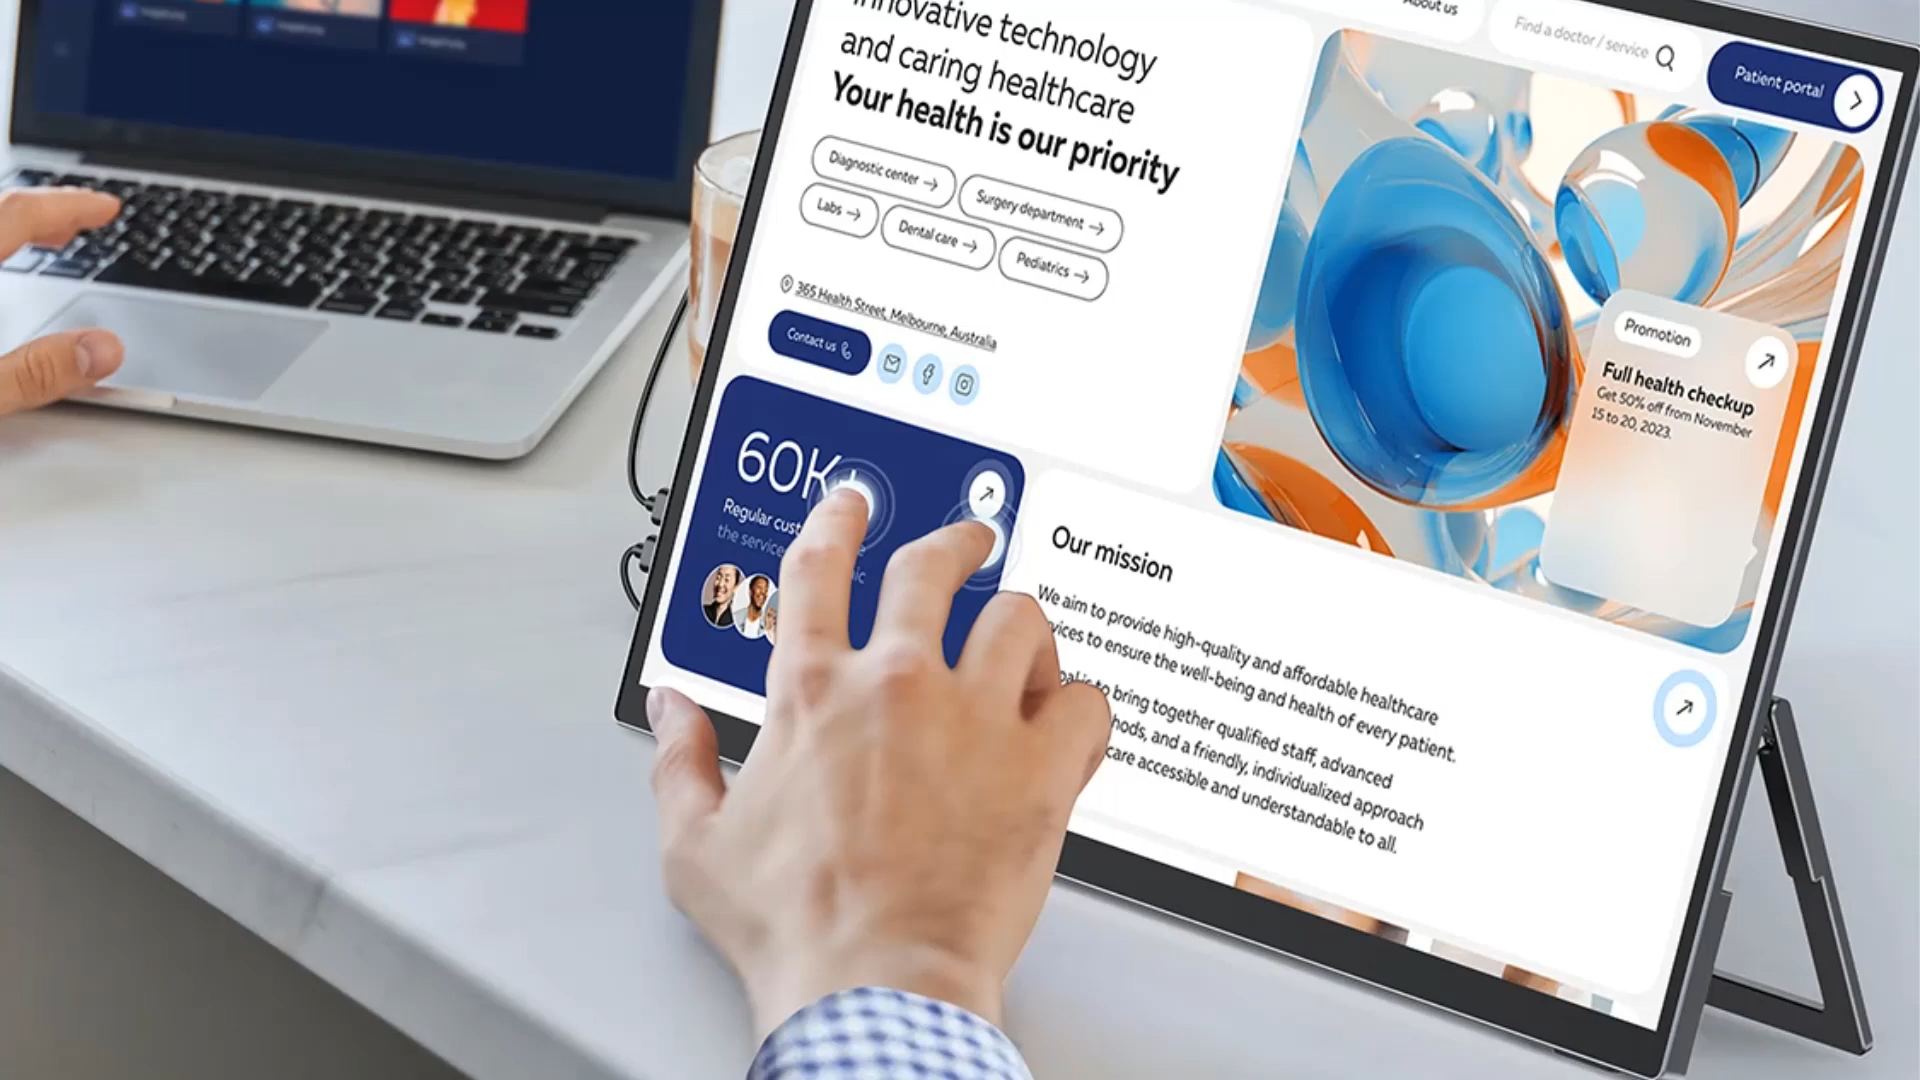 innovative technology
and caring healthcare
Your health is our priority
Diagnostic center →
Surgery department →
Labs →
Dental care →
Pediatrics →
365 Health Street, Melbourne, Australia
Contact us
About us
Find a doctor / service
Patient portal
Promotion
Full health checkup
Get 50% off from November
15 to 20, 2023.
60K+
Regular
the service
Our mission
We aim to provide high-quality and affordable healthcare
to ensure the well-being and health of every patient.
to bring together qualified staff, advanced
and a friendly, individualized approach
care accessible and understandable to all.